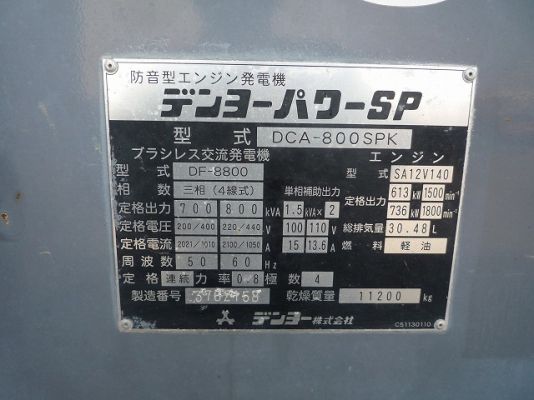 防音型エンジン発電機
デンヨーパワーSP
型式 DCA-800SPK
ブラシレス交流発電機 エンジン
型式 DF-8800 型式 SA12V140
相数 三相(4線式) 単相補助出力 定格出力 613 kW 1500 min⁻¹
定格出力 700 800 kVA 1.5 kVA × 2 736 kW 1800 min⁻¹
定格電圧 200/400 220/440 V 100 110 V 総排気量 30.48 L
定格電流 2021/1010 2100/1050 A 15 13.6 A 燃料 軽油
周波数 50 60 Hz
定格 連続 力率 0.8 極数 4
製造番号 乾燥質量 11200 kg
デンヨー株式会社 C51130110